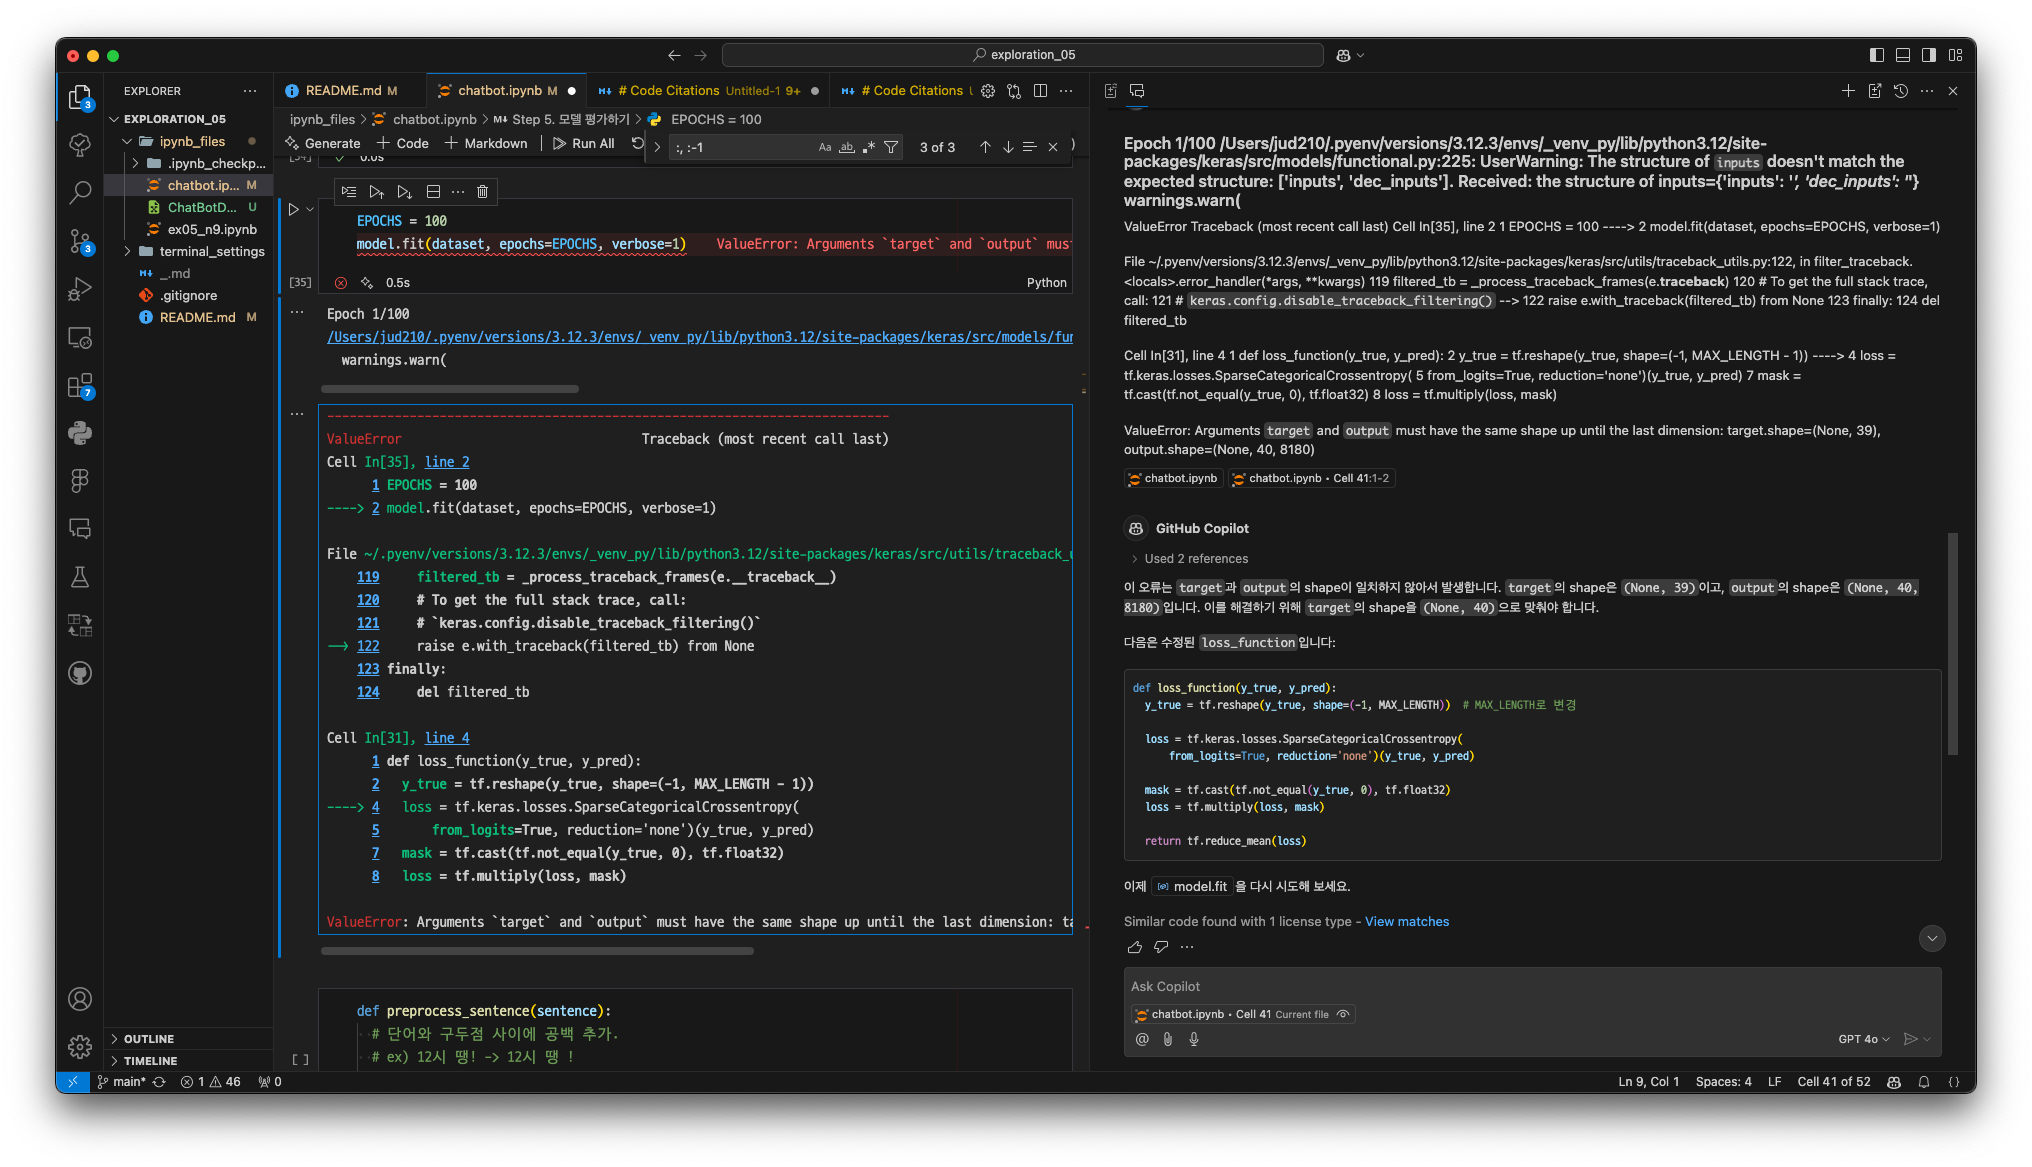 exploration_05
EXPLORER
EXPLORATION_05
ipynb_files
.ipynb_checkp...
chatbot.ip... M
ChatBotD... U
ex05_n9.ipynb
terminal_settings
_.md
.gitignore
README.md M
OUTLINE
TIMELINE
3
3
7
README.md M
chatbot.ipynb M
# Code Citations Untitled-1 9+
# Code Citations
ipynb_files > chatbot.ipynb > Step 5. 모델 평가하기 > EPOCHS = 100
Generate + Code + Markdown Run All
:, :-1 Aa ab 3 of 3
0.0s
EPOCHS = 100
model.fit(dataset, epochs=EPOCHS, verbose=1) ValueError: Arguments `target` and `output` mus
[35] 0.5s Python
Epoch 1/100
/Users/jud210/.pyenv/versions/3.12.3/envs/_venv_py/lib/python3.12/site-packages/keras/src/models/fun
warnings.warn(
---------------------------------------------------------------------------
ValueError Traceback (most recent call last)
Cell In[35], line 2
1 EPOCHS = 100
----> 2 model.fit(dataset, epochs=EPOCHS, verbose=1)
File ~/.pyenv/versions/3.12.3/envs/_venv_py/lib/python3.12/site-packages/keras/src/utils/traceback_u
119 filtered_tb = _process_traceback_frames(e.__traceback__)
120 # To get the full stack trace, call:
121 # `keras.config.disable_traceback_filtering()`
--> 122 raise e.with_traceback(filtered_tb) from None
123 finally:
124 del filtered_tb
Cell In[31], line 4
1 def loss_function(y_true, y_pred):
2 y_true = tf.reshape(y_true, shape=(-1, MAX_LENGTH - 1))
----> 4 loss = tf.keras.losses.SparseCategoricalCrossentropy(
5 from_logits=True, reduction='none')(y_true, y_pred)
7 mask = tf.cast(tf.not_equal(y_true, 0), tf.float32)
8 loss = tf.multiply(loss, mask)
ValueError: Arguments `target` and `output` must have the same shape up until the last dimension: ta
[ ]
def preprocess_sentence(sentence):
# 단어와 구두점 사이에 공백 추가.
# ex) 12시 땡! -> 12시 땡 !
Epoch 1/100 /Users/jud210/.pyenv/versions/3.12.3/envs/_venv_py/lib/python3.12/site-
packages/keras/src/models/functional.py:225: UserWarning: The structure of inputs doesn't match the
expected structure: ['inputs', 'dec_inputs']. Received: the structure of inputs={'inputs': '', 'dec_inputs': ''}
warnings.warn(
ValueError Traceback (most recent call last) Cell In[35], line 2 1 EPOCHS = 100 ----> 2 model.fit(dataset, epochs=EPOCHS, verbose=1)
File ~/.pyenv/versions/3.12.3/envs/_venv_py/lib/python3.12/site-packages/keras/src/utils/traceback_utils.py:122, in filter_traceback.
<locals>.error_handler(*args, **kwargs) 119 filtered_tb = _process_traceback_frames(e.traceback) 120 # To get the full stack trace,
call: 121 # keras.config.disable_traceback_filtering() --> 122 raise e.with_traceback(filtered_tb) from None 123 finally: 124 del
filtered_tb
Cell In[31], line 4 1 def loss_function(y_true, y_pred): 2 y_true = tf.reshape(y_true, shape=(-1, MAX_LENGTH - 1)) ----> 4 loss =
tf.keras.losses.SparseCategoricalCrossentropy( 5 from_logits=True, reduction='none')(y_true, y_pred) 7 mask =
tf.cast(tf.not_equal(y_true, 0), tf.float32) 8 loss = tf.multiply(loss, mask)
ValueError: Arguments target and output must have the same shape up until the last dimension: target.shape=(None, 39),
output.shape=(None, 40, 8180)
chatbot.ipynb chatbot.ipynb • Cell 41:1-2
GitHub Copilot
Used 2 references
이 오류는 target과 output의 shape이 일치하지 않아서 발생합니다. target의 shape은 (None, 39)이고, output의 shape은 (None, 40,
8180)입니다. 이를 해결하기 위해 target의 shape을 (None, 40)으로 맞춰야 합니다.
다음은 수정된 loss_function입니다:
def loss_function(y_true, y_pred):
y_true = tf.reshape(y_true, shape=(-1, MAX_LENGTH)) # MAX_LENGTH로 변경
loss = tf.keras.losses.SparseCategoricalCrossentropy(
from_logits=True, reduction='none')(y_true, y_pred)
mask = tf.cast(tf.not_equal(y_true, 0), tf.float32)
loss = tf.multiply(loss, mask)
return tf.reduce_mean(loss)
이제 model.fit 을 다시 시도해 보세요.
Similar code found with 1 license type - View matches
Ask Copilot
chatbot.ipynb • Cell 41 Current file
GPT 4o
main* 1 46 0
Ln 9, Col 1 Spaces: 4 LF Cell 41 of 52